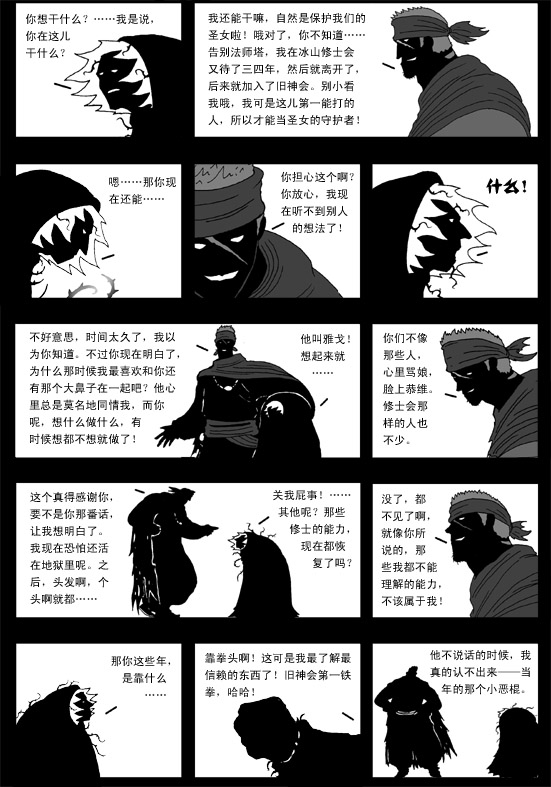 你想干什么？……我是说，
你在这儿
干什么？
我还能干嘛，自然是保护我们的
圣女啦！哦对了，你不知道……
告别法师塔，我在冰山修士会
又待了三四年，然后就离开了，
后来就加入了旧神会。别小看
我哦，我可是这儿第一能打的
人，所以才能当圣女的守护者！
嗯……那你现
在还能……
你担心这个啊？
你放心，我现
在听不到别人
的想法了！
什么！
不好意思，时间太久了，我以
为你知道。不过你现在明白了，
为什么那时候我最喜欢和你还
有那个大鼻子在一起吧？他心
里总是莫名地同情我，而你
呢，想什么做什么，有
时候想都不想就做了！
他叫雅戈！
想起来就
……
你们不像
那些人，
心里骂娘，
脸上恭维。
修士会那
样的人也
不少。
这个真得感谢你，
要不是你那番话，
让我想明白了。
我现在恐怕还活
在地狱里呢。之
后，头发啊，个
头啊就都……
关我屁事！……
其他呢？那些
修士的能力，
现在都恢
复了吗？
没了，都
不见了啊，
就像你所
说的，那
些我都不能
理解的能力，
不该属于我！
那你这些年，
是靠什么
……
靠拳头啊！这可是我最了解最
信赖的东西了！旧神会第一铁
拳，哈哈！
他不说话的时候，我
真的认不出来——当
年的那个小恶棍。